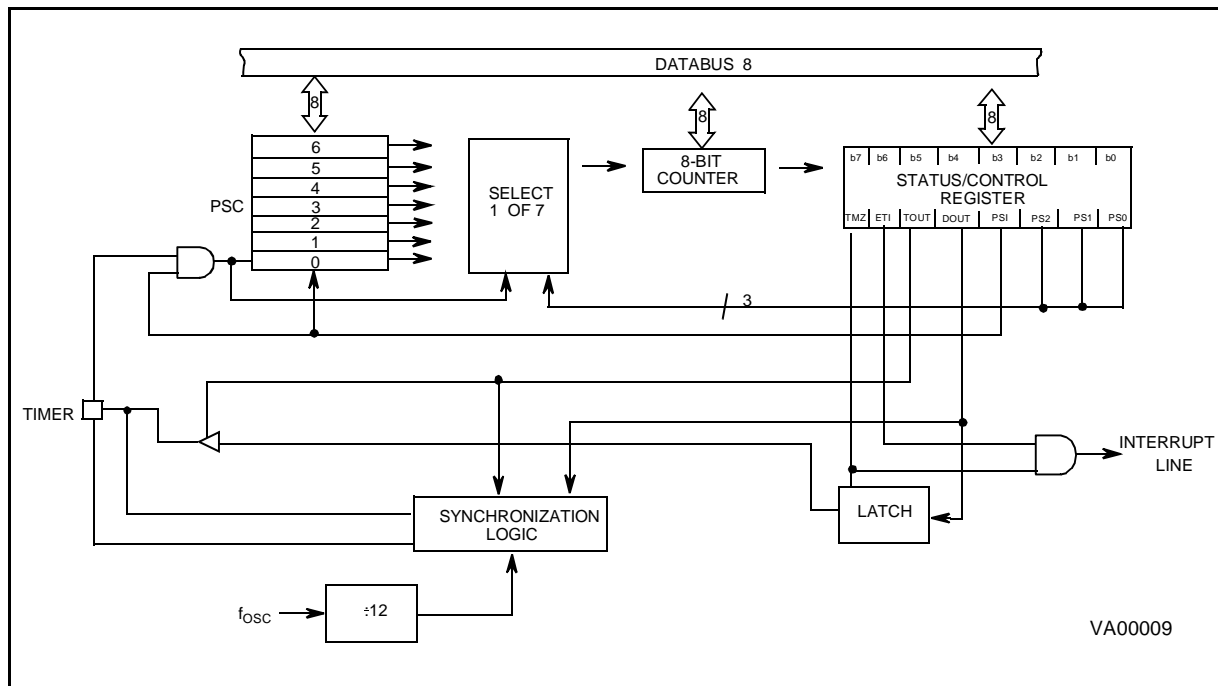 DATABUS 8
8
8
8
6
5
4
3
2
1
0
PSC
SELECT
1 OF 7
8-BIT
COUNTER
b7 b6 b5 b4 b3 b2 b1 b0
STATUS/CONTROL
REGISTER
TMZ ETI TOUT DOUT PSI PS2 PS1 PS0
/ 3
TIMER
INTERRUPT
LINE
SYNCHRONIZATION
LOGIC
LATCH
fOSC
÷12
VA00009